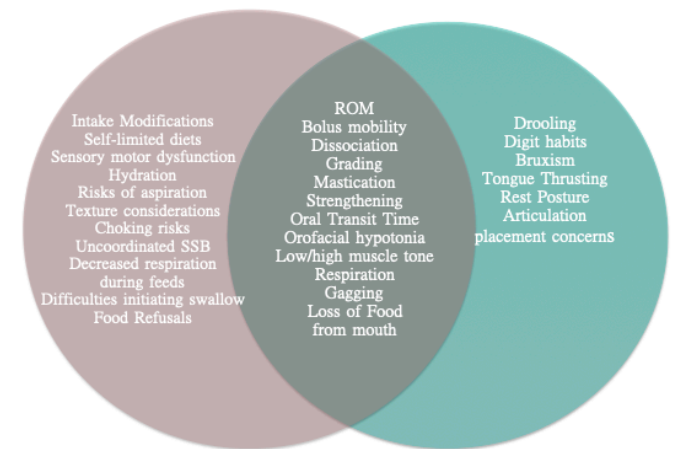 Intake Modifications
Self-limited diets
Sensory motor dysfunction
Hydration
Risks of aspiration
Texture considerations
Choking risks
Uncoordinated SSB
Decreased respiration
during feeds
Difficulties initiating swallow
Food Refusals
ROM
Bolus mobility
Dissociation
Grading
Mastication
Strengthening
Oral Transit Time
Orofacial hypotonia
Low/high muscle tone
Respiration
Gagging
Loss of Food
from mouth
Drooling
Digit habits
Bruxism
Tongue Thrusting
Rest Posture
Articulation
placement concerns